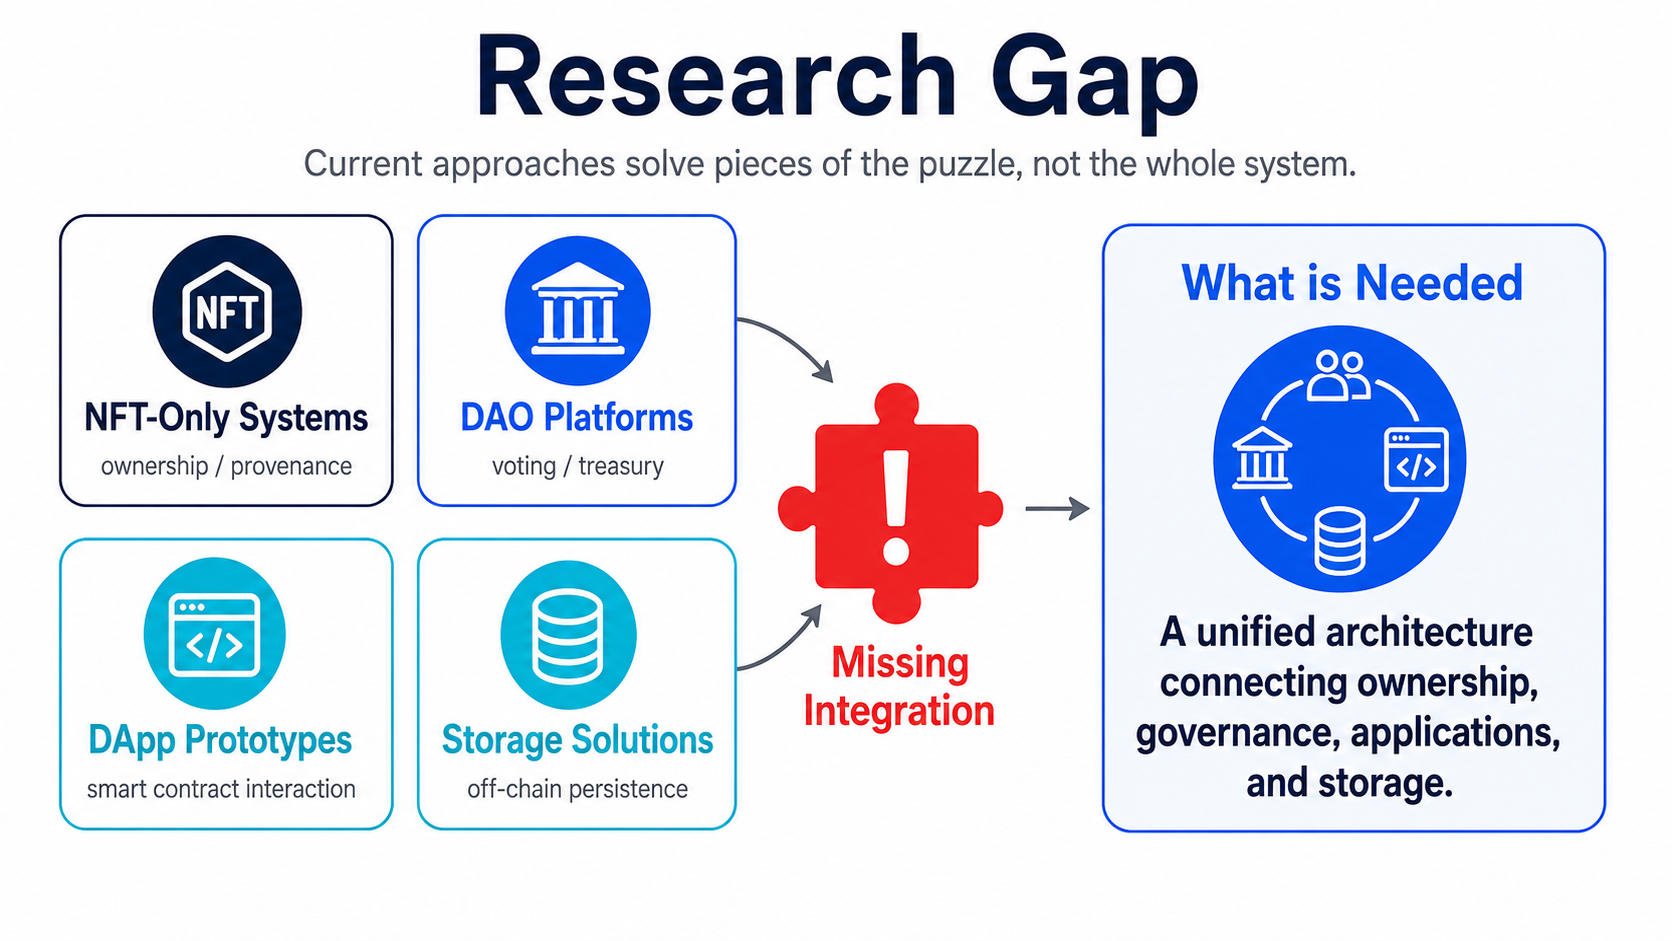 Research Gap
Current approaches solve pieces of the puzzle, not the whole system.
NFT
NFT-Only Systems
ownership / provenance
DAO Platforms
voting / treasury
</>
DApp Prototypes
smart contract interaction
Storage Solutions
off-chain persistence
!
Missing
Integration
What is Needed
</>
A unified architecture
connecting ownership,
governance, applications,
and storage.